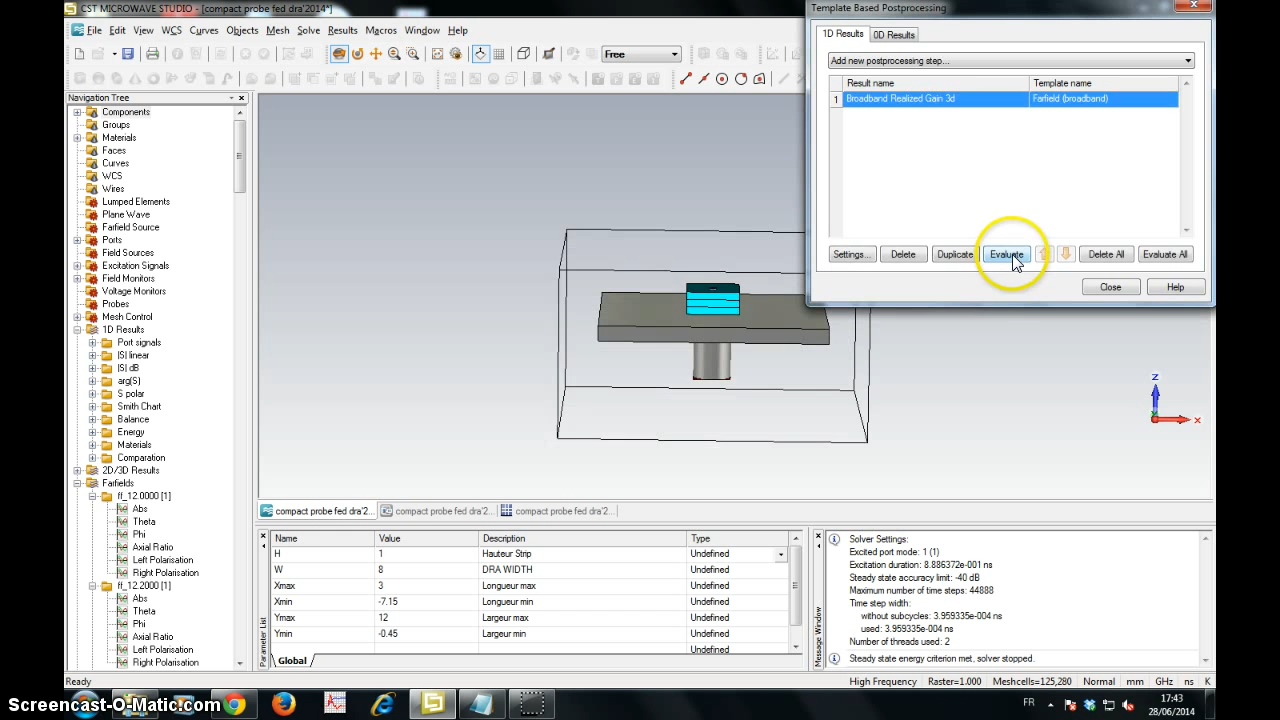 CST MICROWAVE STUDIO - [compact probe fed dra'2014*]
File Edit View WCS Curves Objects Mesh Solve Results Macros Window Help
Free
Navigation Tree
Components
Groups
Materials
Faces
Curves
WCS
Wires
Lumped Elements
Plane Wave
Farfield Source
Ports
Field Sources
Excitation Signals
Field Monitors
Voltage Monitors
Probes
Mesh Control
1D Results
Port signals
|S| linear
|S| dB
arg(S)
S polar
Smith Chart
Balance
Energy
Materials
Comparation
2D/3D Results
Farfields
ff_12.0000 [1]
Abs
Theta
Phi
Axial Ratio
Left Polarisation
Right Polarisation
ff_12.2000 [1]
Abs
Theta
Phi
Axial Ratio
Left Polarisation
Right Polarisation
Template Based Postprocessing
1D Results 0D Results
Add new postprocessing step...
Result name Template name
1 Broadband Realized Gain 3d Farfield (broadband)
Settings... Delete Duplicate Evaluate Delete All Evaluate All
Close Help
Z
X
compact probe fed dra'2... compact probe fed dra'2... compact probe fed dra'2...
Name Value Description Type
H 1 Hauteur Strip Undefined
W 8 DRA WIDTH Undefined
Xmax 3 Longueur max Undefined
Xmin -7.15 Longueur min Undefined
Ymax 12 Largeur max Undefined
Ymin -0.45 Largeur min Undefined
Undefined
Global
Parameter List
Message Window
Solver Settings:
Excited port mode: 1 (1)
Excitation duration: 8.886372e-001 ns
Steady state accuracy limit: -40 dB
Maximum number of time steps: 44888
Time step width:
without subcycles: 3.959335e-004 ns
used: 3.959335e-004 ns
Number of threads used: 2
Steady state energy criterion met, solver stopped.
Ready
High Frequency Raster=1.000 Meshcells=125,280 Normal mm GHz ns K
Screencast-O-Matic.com
FR
17:43
28/06/2014